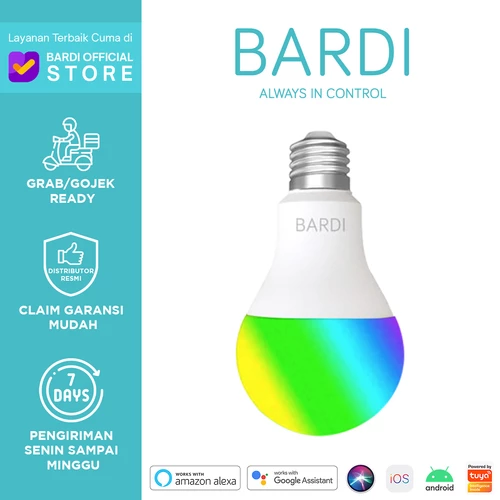 Layanan Terbaik Cuma di
BARDI OFFICIAL
STORE
GRAB/GOJEK
READY
DISTRIBUTOR
RESMI
CLAIM GARANSI
MUDAH
7
DAYS
PENGIRIMAN
SENIN SAMPAI
MINGGU
BARDI
ALWAYS IN CONTROL
BARDI
WORKS WITH
amazon alexa
works with
Google Assistant
iOS
android
Powered by
tuya